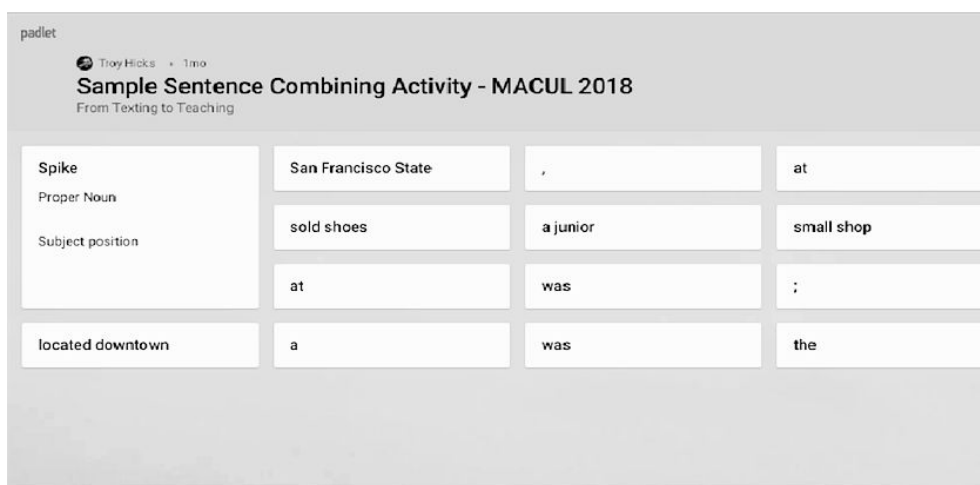 padlet
Troy Hicks • 1mo
Sample Sentence Combining Activity - MACUL 2018
From Texting to Teaching
Spike
Proper Noun
Subject position
located downtown
San Francisco State
sold shoes
at
a
,
a junior
was
was
at
small shop
;
the